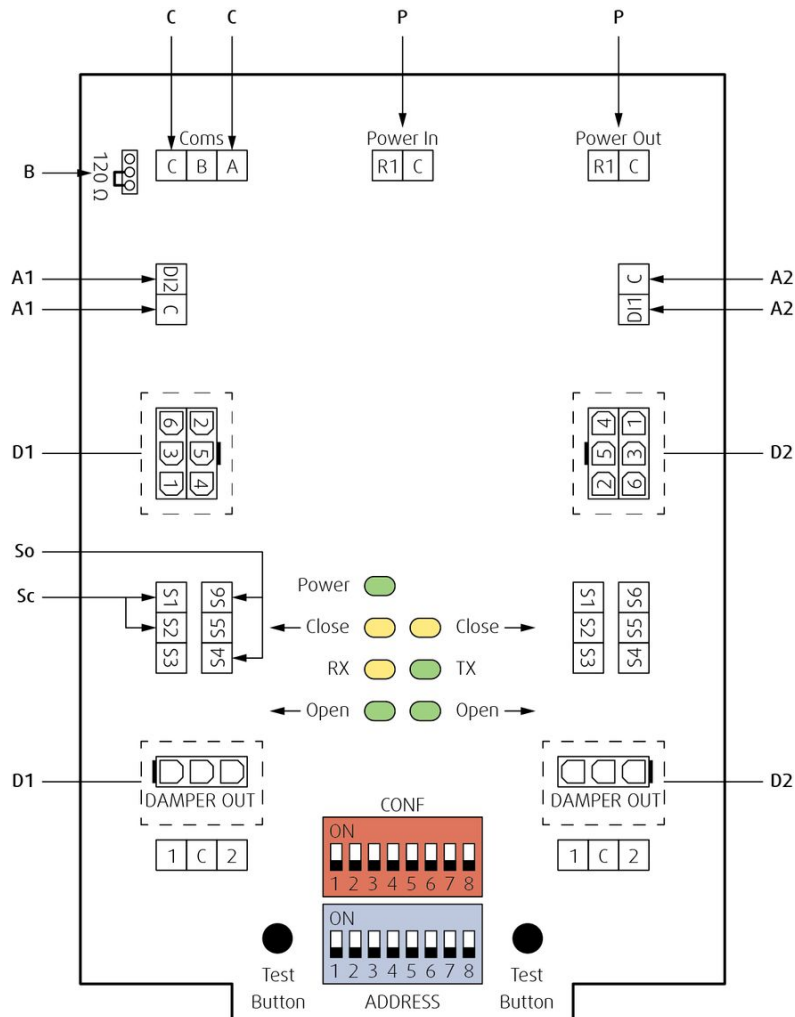 C C P P
Coms Power In Power Out
B 120 Ω C B A R1 C R1 C
A1 DI2 C A2
A1 C DI1 A2
6 2 4 1
D1 3 5 5 3 D2
1 4 2 6
So
Power
Sc S1 S6 S1 S6
S2 S5 Close Close S2 S5
S3 S4 RX TX S3 S4
Open Open
D1 D2
DAMPER OUT DAMPER OUT
CONF
1 C 2 ON 1 C 2
1 2 3 4 5 6 7 8
ON
1 2 3 4 5 6 7 8
Test Test
Button ADDRESS Button